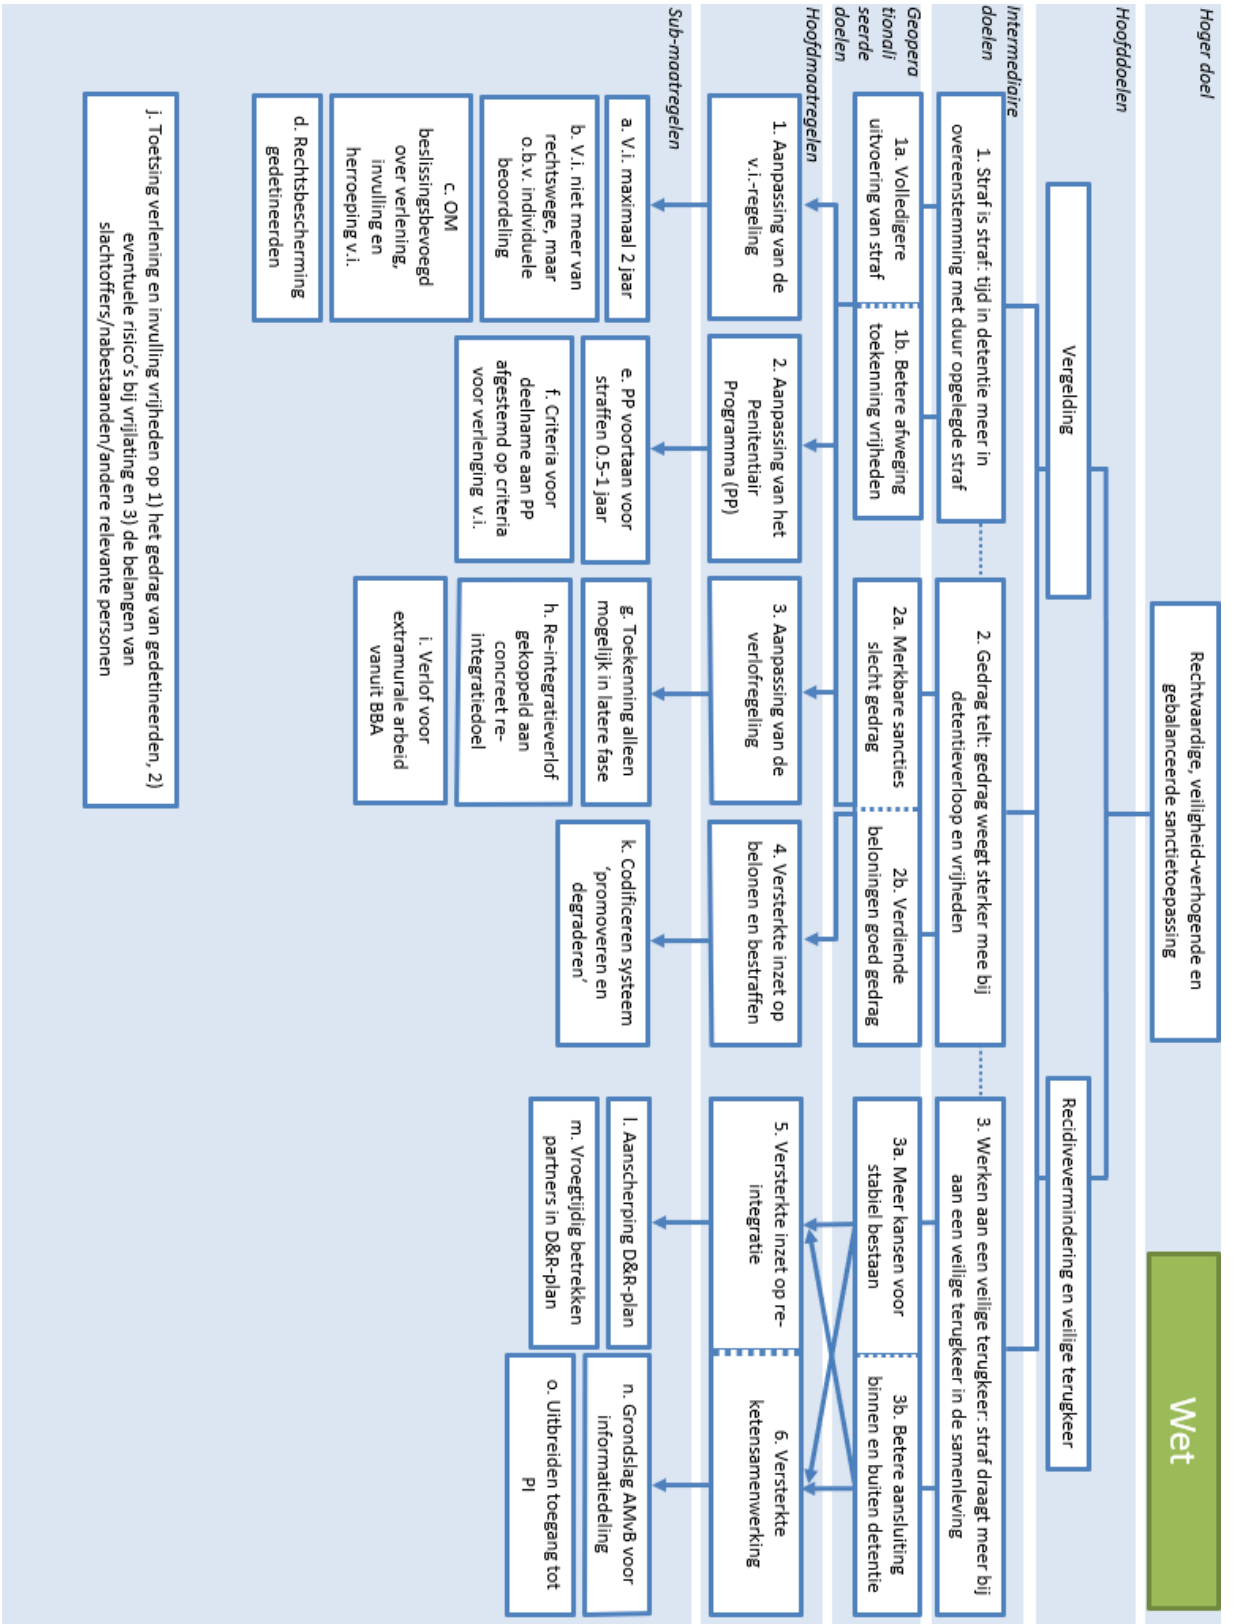 Hoger doel
Rechtvaardige, veiligheid-verhogende en
gebalanceerde sanctietoepassing
Wet
Hoofddoelen
Vergelding
Recidivevermindering en veilige terugkeer
Intermediaire
doelen
1. Straf is straf: tijd in detentie meer in
overeenstemming met duur opgelegde straf
2. Gedrag telt: gedrag weegt sterker mee bij
detentieverloop en vrijheden
3. Werken aan een veilige terugkeer: straf draagt meer bij
aan een veilige terugkeer in de samenleving
Geopera
tionali
seerde
doelen
1a. Volledigere
uitvoering van straf
1b. Betere afweging
toekenning vrijheden
2a. Merkbare sancties
slecht gedrag
2b. Verdiende
beloningen goed gedrag
3a. Meer kansen voor
stabiel bestaan
3b. Betere aansluiting
binnen en buiten detentie
Hoofdmaatregelen
1. Aanpassing van de
v.i.-regeling
2. Aanpassing van het
Penitentiair
Programma (PP)
3. Aanpassing van de
verlofregeling
4. Versterkte inzet op
belonen en bestraffen
5. Versterkte inzet op re-
integratie
6. Versterkte
ketensamenwerking
Sub-maatregelen
a. V.i. maximaal 2 jaar
b. V.i. niet meer van
rechtswege, maar
o.b.v. individuele
beoordeling
c. OM
beslissingsbevoegd
over verlening,
invulling en
herroeping v.i.
d. Rechtsbescherming
gedetineerden
e. PP voortaan voor
straffen 0.5-1 jaar
f. Criteria voor
deelname aan PP
afgestemd op criteria
voor verlenging v.i.
g. Toekenning alleen
mogelijk in latere fase
h. Re-integratieverlof
gekoppeld aan
concreet re-
integratiedoel
i. Verlof voor
extramurale arbeid
vanuit BBA
k. Codificeren systeem
‘promoveren en
degraderen’
l. Aanscherping D&R-plan
m. Vroegtijdig betrekken
partners in D&R-plan
n. Grondslag AMvB voor
informatiedeling
o. Uitbreiden toegang tot
PI
j. Toetsing verlening en invulling vrijheden op 1) het gedrag van gedetineerden, 2)
eventuele risico’s bij vrijlating en 3) de belangen van
slachtoffers/nabestaanden/andere relevante personen